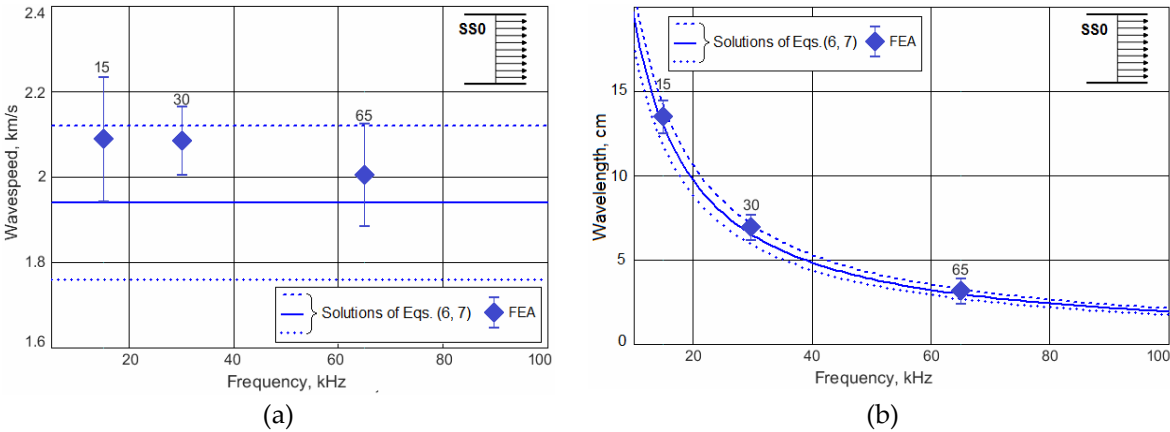 2.4
2.2
2
1.8
1.6
Wavespeed, km/s
15
30
65
SS0
Solutions of Eqs. (6, 7)
FEA
20
40
60
80
100
Frequency, kHz
(a)
Solutions of Eqs.(6, 7)
FEA
SS0
15
10
5
0
Wavelength, cm
15
30
65
20
40
60
80
100
Frequency, kHz
(b)